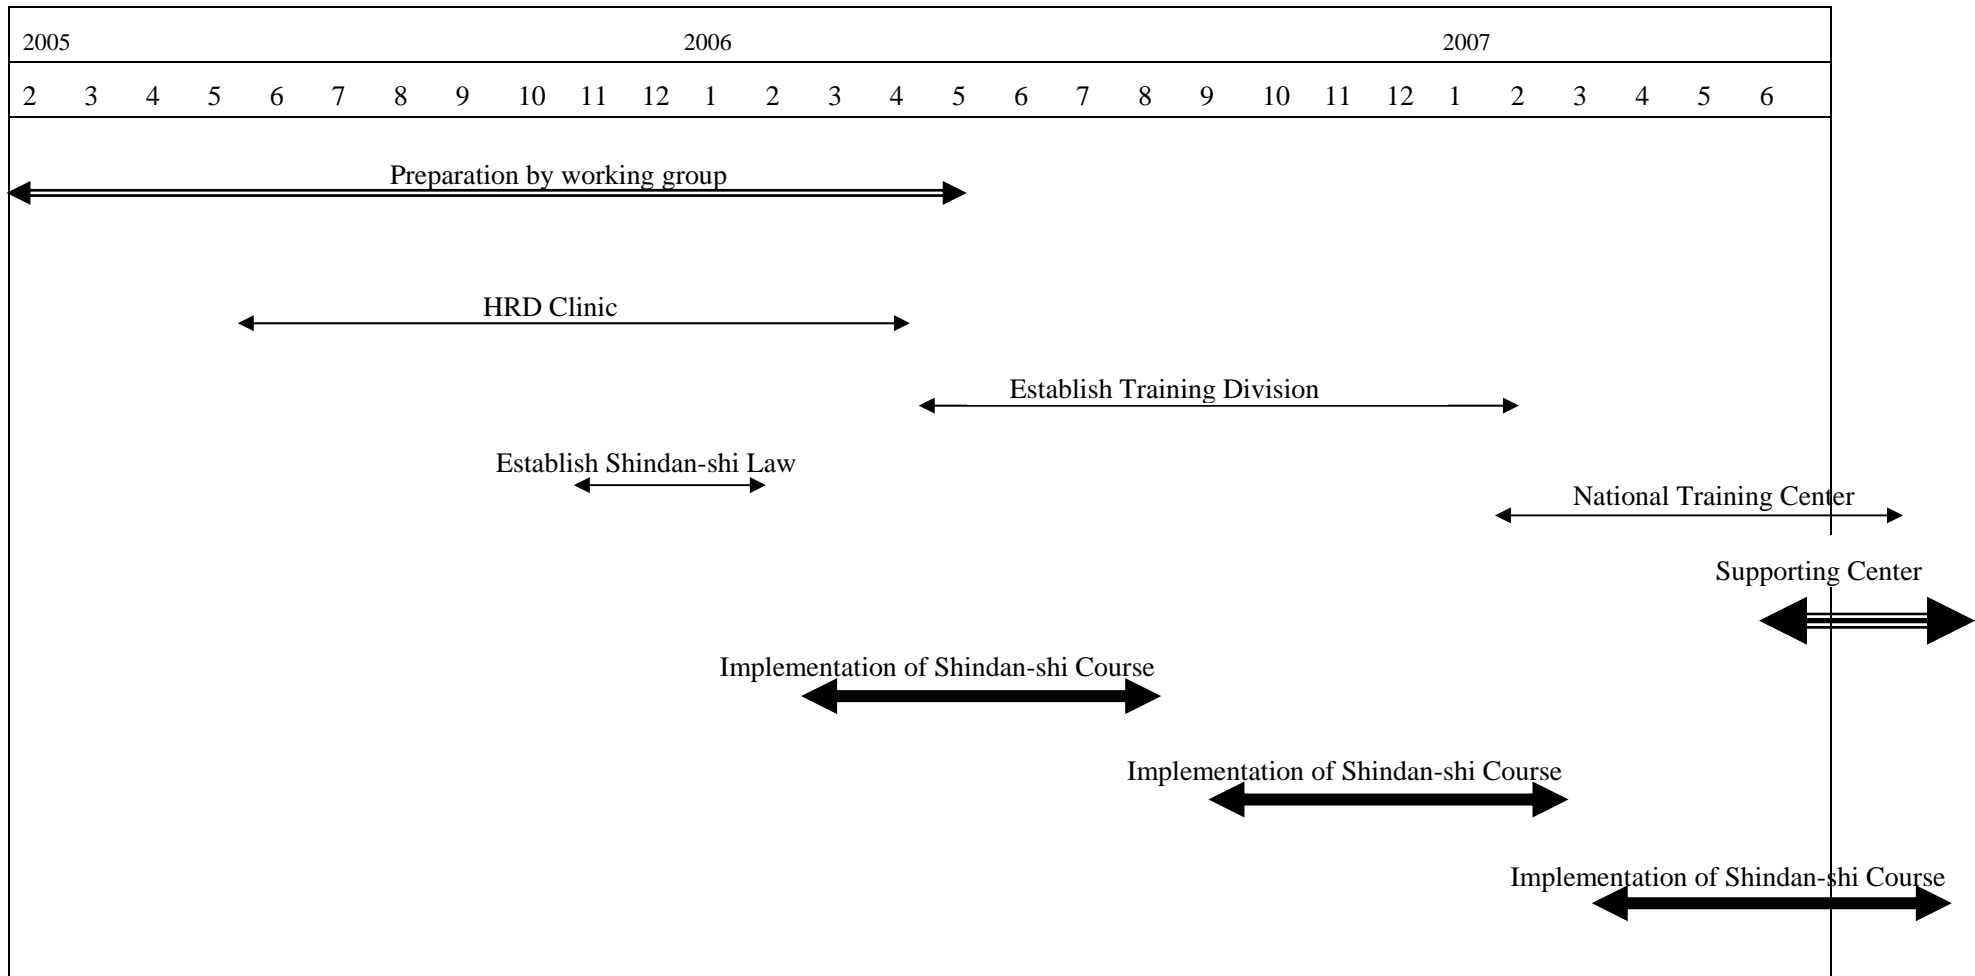 2005 2006 2007
2 3 4 5 6 7 8 9 10 11 12 1 2 3 4 5 6 7 8 9 10 11 12 1 2 3 4 5 6
Preparation by working group
HRD Clinic
Establish Training Division
Establish Shindan-shi Law
National Training Center
Supporting Center
Implementation of Shindan-shi Course
Implementation of Shindan-shi Course
Implementation of Shindan-shi Course